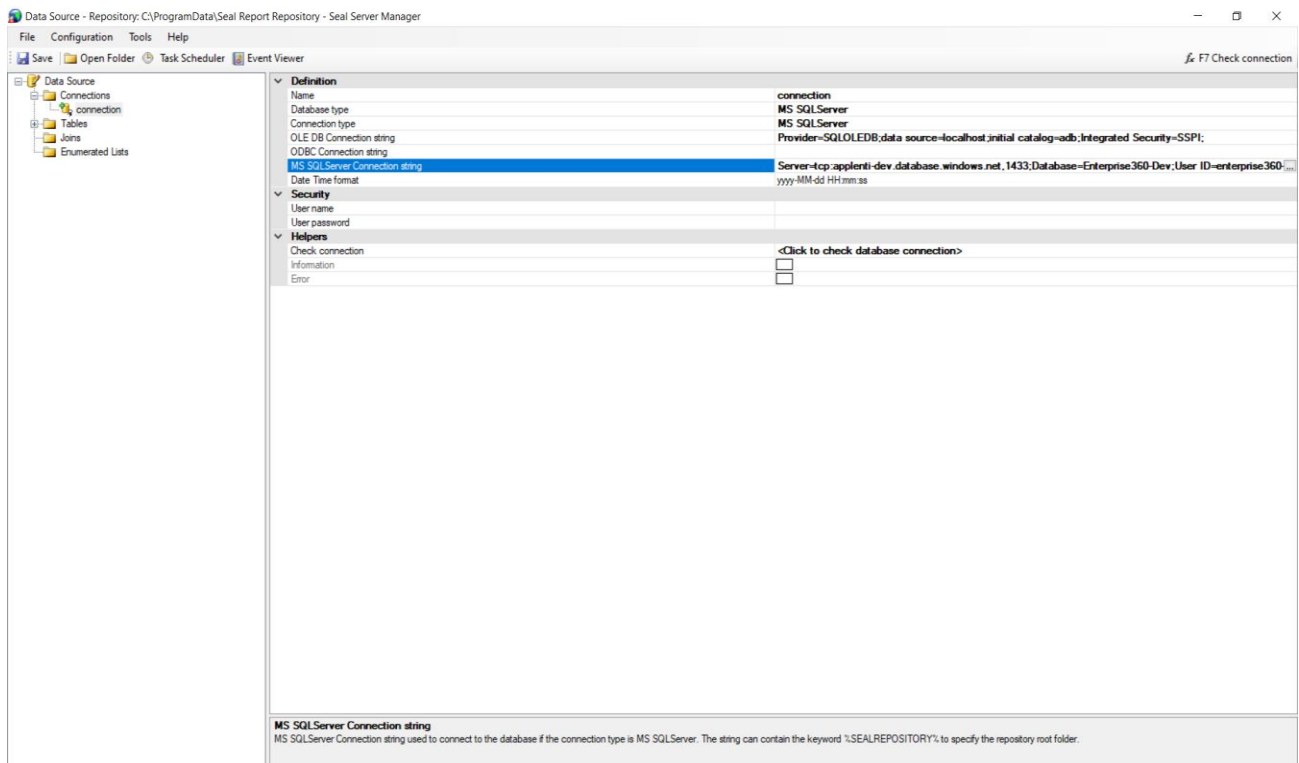 Data Source - Repository: C:\ProgramData\Seal Report Repository - Seal Server Manager
File Configuration Tools Help
Save Open Folder Task Scheduler Event Viewer fx F7 Check connection
Data Source
Connections
connection
Tables
Joins
Enumerated Lists
Definition
Name connection
Database type MS SQLServer
Connection type MS SQLServer
OLE DB Connection string Provider=SQLOLEDB;data source=localhost;initial catalog=adb;Integrated Security=SSPI;
ODBC Connection string
MS SQLServer Connection string Server=tcp:applenti-dev.database.windows.net,1433;Database=Enterprise360-Dev;User ID=enterprise360- ...
Date Time format yyyy-MM-dd HH:mm:ss
Security
User name
User password
Helpers
Check connection <Click to check database connection>
Information
Error
MS SQLServer Connection string
MS SQLServer Connection string used to connect to the database if the connection type is MS SQLServer. The string can contain the keyword %SEALREPOSITORY% to specify the repository root folder.